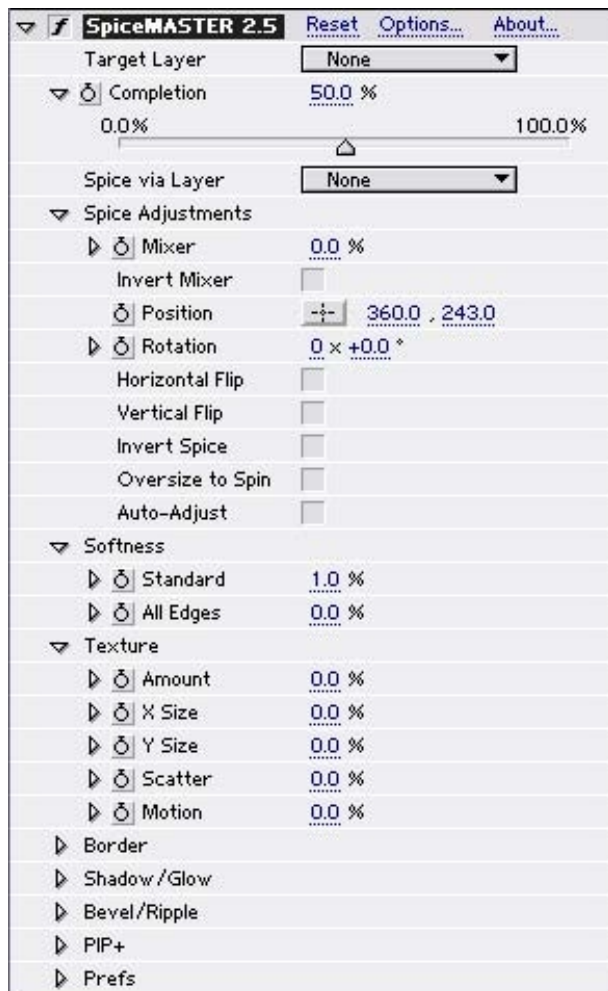 f SpiceMASTER 2.5 Reset Options... About...
Target Layer None
Completion 50.0 %
0.0% 100.0%
Spice via Layer None
Spice Adjustments
Mixer 0.0 %
Invert Mixer
Position 360.0 , 243.0
Rotation 0 x +0.0 °
Horizontal Flip
Vertical Flip
Invert Spice
Oversize to Spin
Auto-Adjust
Softness
Standard 1.0 %
All Edges 0.0 %
Texture
Amount 0.0 %
X Size 0.0 %
Y Size 0.0 %
Scatter 0.0 %
Motion 0.0 %
Border
Shadow/Glow
Bevel/Ripple
PIP+
Prefs